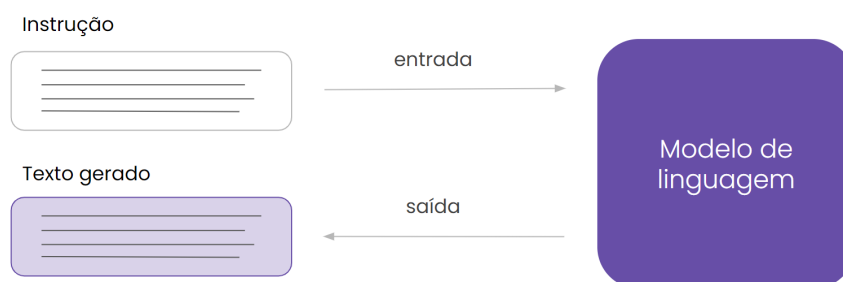 Instrução
entrada
Modelo de
linguagem
Texto gerado
saída